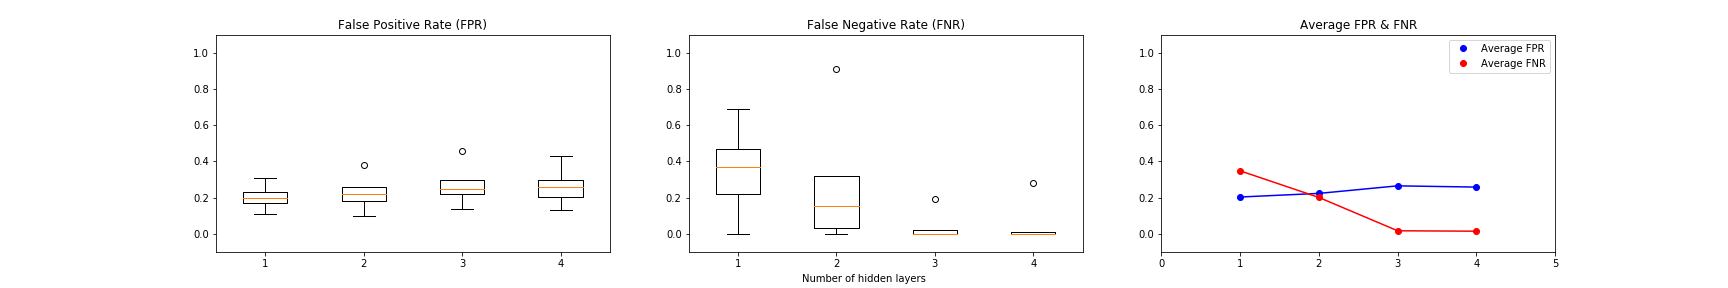 False Positive Rate (FPR)
1.0
0.8
0.6
0.4
0.2
0.0
1 2 3 4
False Negative Rate (FNR)
1.0
0.8
0.6
0.4
0.2
0.0
1 2 3 4
Number of hidden layers
Average FPR & FNR
Average FPR
Average FNR
1.0
0.8
0.6
0.4
0.2
0.0
0 1 2 3 4 5